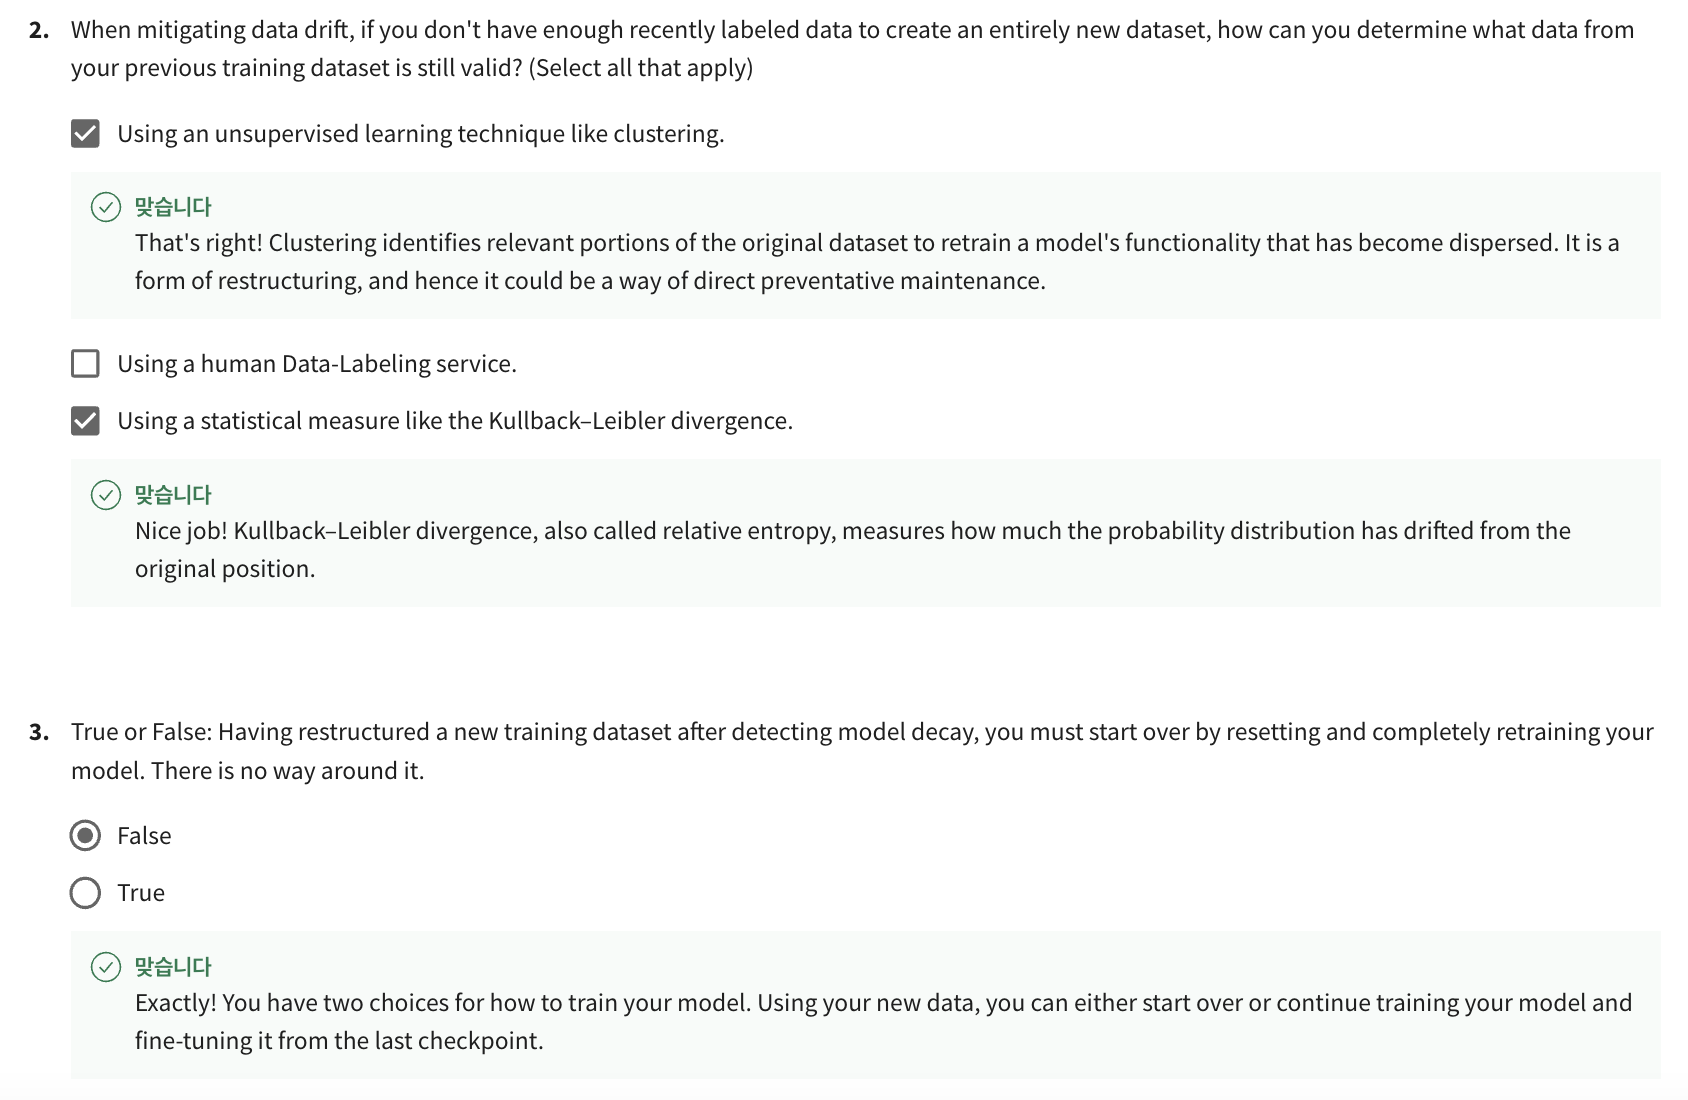 2. When mitigating data drift, if you don't have enough recently labeled data to create an entirely new dataset, how can you determine what data from
your previous training dataset is still valid? (Select all that apply)
Using an unsupervised learning technique like clustering.
맞습니다
That's right! Clustering identifies relevant portions of the original dataset to retrain a model's functionality that has become dispersed. It is a
form of restructuring, and hence it could be a way of direct preventative maintenance.
Using a human Data-Labeling service.
Using a statistical measure like the Kullback–Leibler divergence.
맞습니다
Nice job! Kullback–Leibler divergence, also called relative entropy, measures how much the probability distribution has drifted from the
original position.
3. True or False: Having restructured a new training dataset after detecting model decay, you must start over by resetting and completely retraining your
model. There is no way around it.
False
True
맞습니다
Exactly! You have two choices for how to train your model. Using your new data, you can either start over or continue training your model and
fine-tuning it from the last checkpoint.